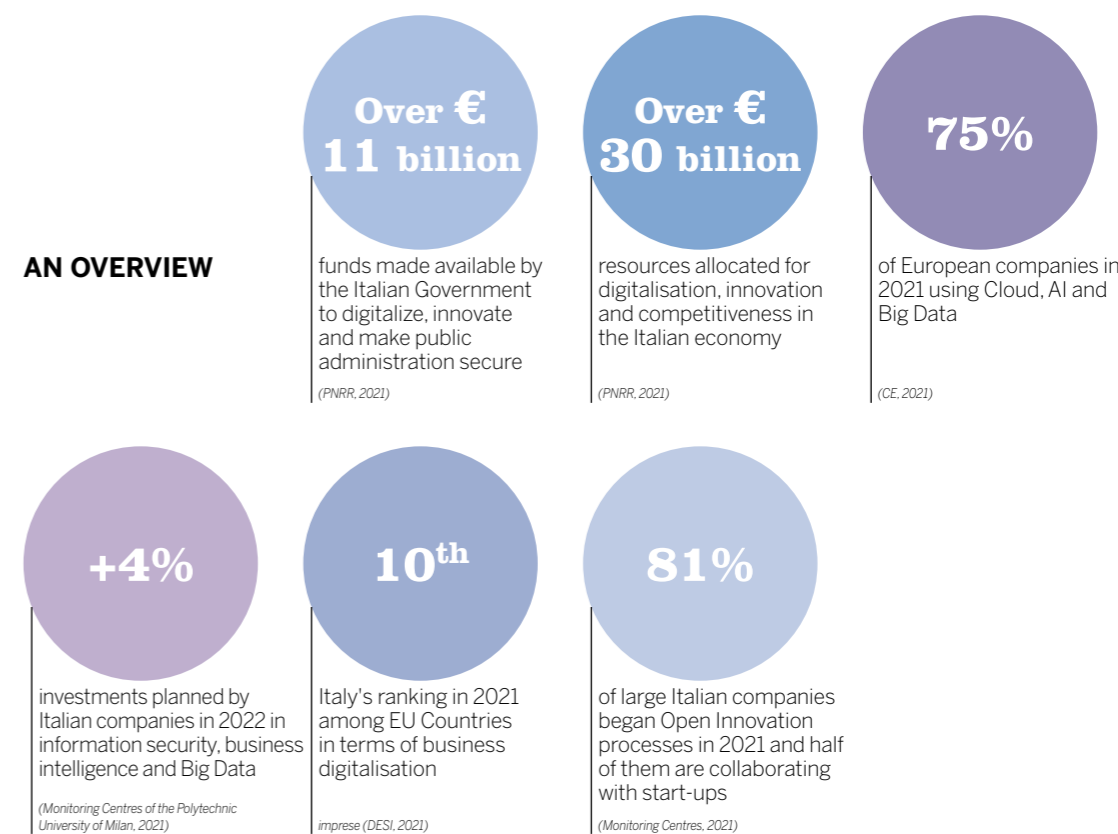 AN OVERVIEW
Over €
11 billion
funds made available by
the Italian Government
to digitalize, innovate
and make public
administration secure
(PNRR, 2021)
Over €
30 billion
resources allocated for
digitalisation, innovation
and competitiveness in
the Italian economy
(PNRR, 2021)
75%
of European companies in
2021 using Cloud, AI and
Big Data
(CE, 2021)
+4%
investments planned by
Italian companies in 2022 in
information security, business
intelligence and Big Data
(Monitoring Centres of the Polytechnic
University of Milan, 2021)
10th
Italy's ranking in 2021
among EU Countries
in terms of business
digitalisation
imprese (DESI, 2021)
81%
of large Italian companies
began Open Innovation
processes in 2021 and half
of them are collaborating
with start-ups
(Monitoring Centres, 2021)